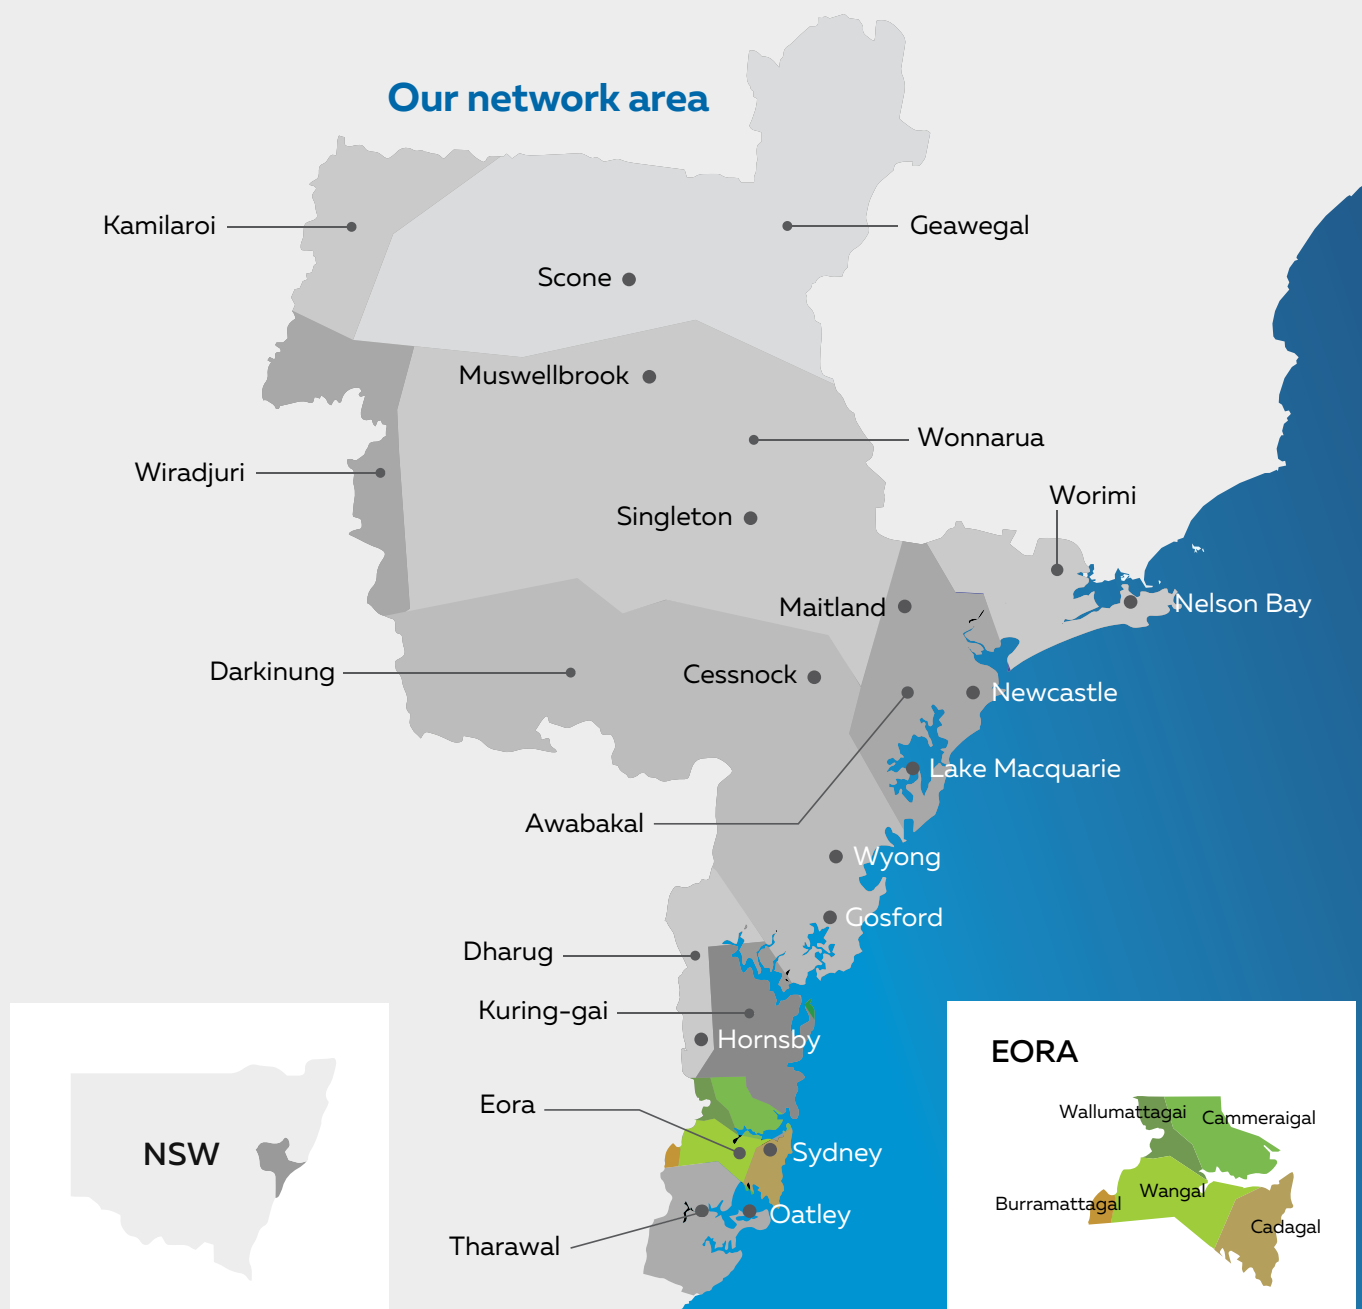 Our network area
Kamilaroi
Geawegal
Scone
Muswellbrook
Wonnarua
Wiradjuri
Worimi
Singleton
Maitland
Nelson Bay
Darkinung
Cessnock
Newcastle
Lake Macquarie
Awabakal
Wyong
Gosford
Dharug
Kuring-gai
Hornsby
Eora
Sydney
Oatley
Tharawal
NSW
EORA
Wallumattagai
Cammeraigal
Wangal
Burramattagal
Cadagal